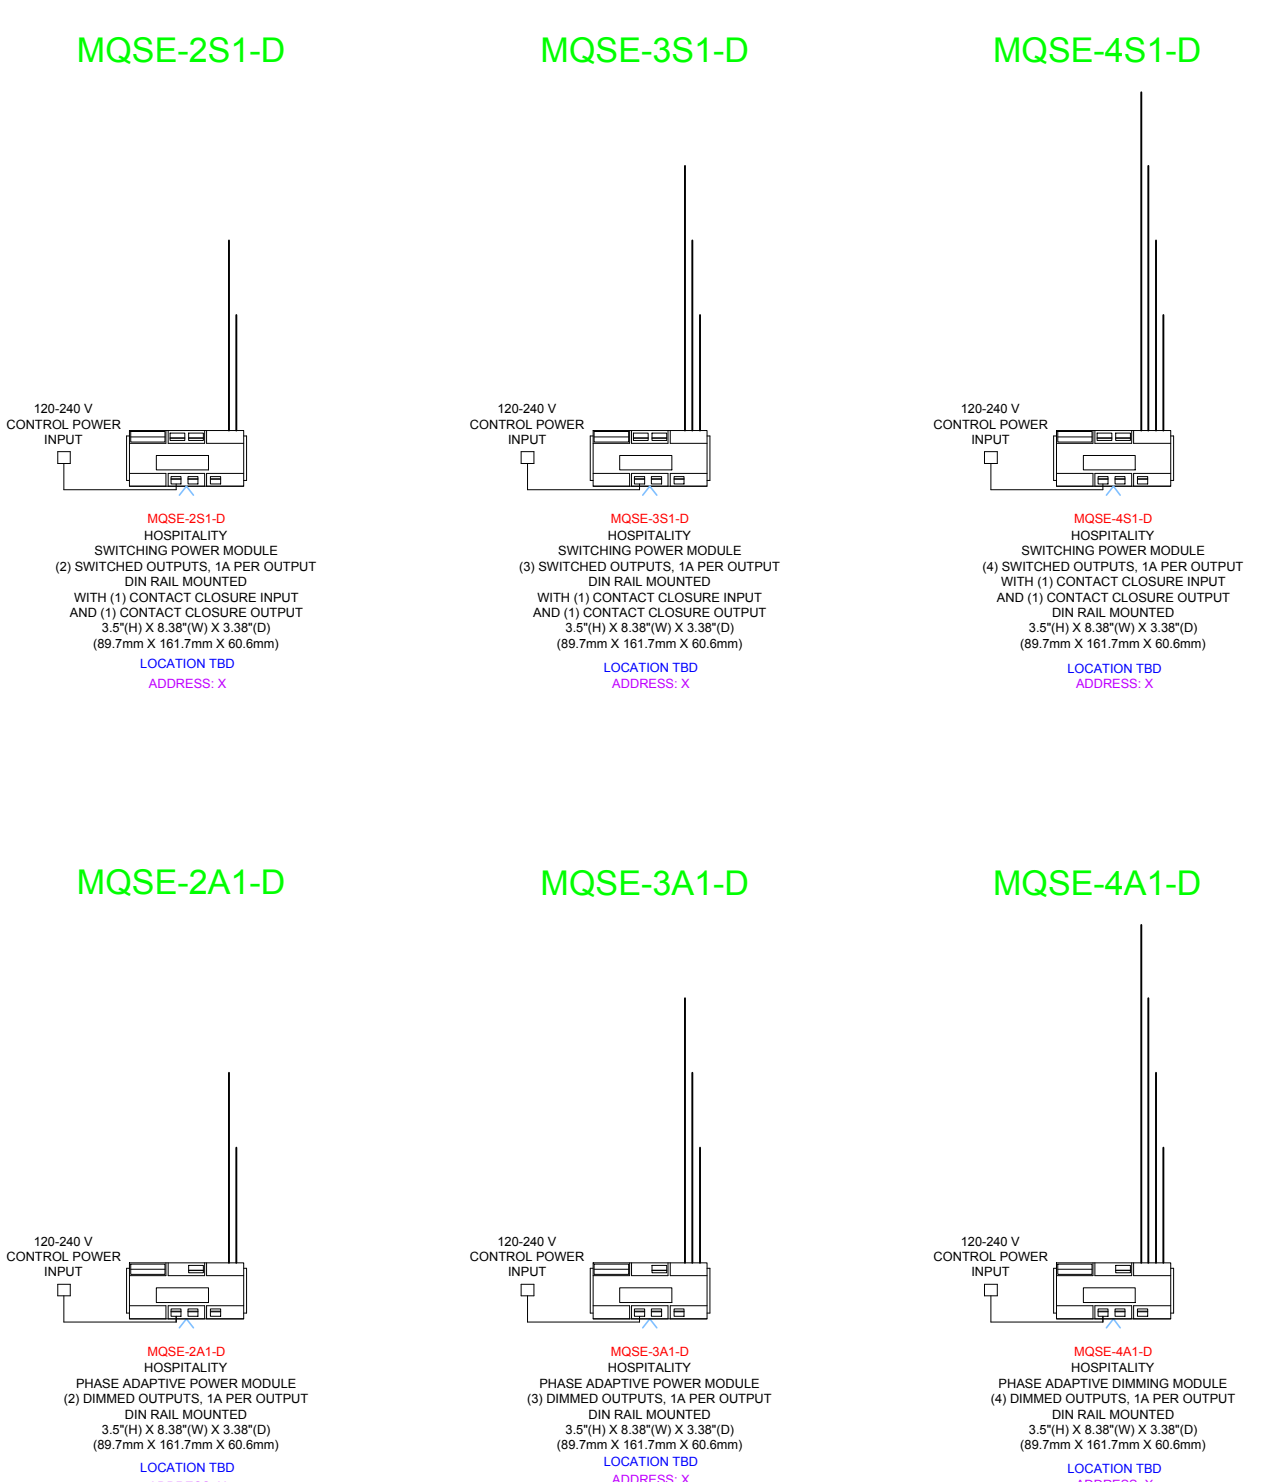 MQSE-2S1-D
120-240 V
CONTROL POWER
INPUT
MQSE-2S1-D
HOSPITALITY
SWITCHING POWER MODULE
(2) SWITCHED OUTPUTS, 1A PER OUTPUT
DIN RAIL MOUNTED
WITH (1) CONTACT CLOSURE INPUT
AND (1) CONTACT CLOSURE OUTPUT
3.5"(H) X 8.38"(W) X 3.38"(D)
(89.7mm X 161.7mm X 60.6mm)
LOCATION TBD
ADDRESS: X
MQSE-3S1-D
120-240 V
CONTROL POWER
INPUT
MQSE-3S1-D
HOSPITALITY
SWITCHING POWER MODULE
(3) SWITCHED OUTPUTS, 1A PER OUTPUT
DIN RAIL MOUNTED
WITH (1) CONTACT CLOSURE INPUT
AND (1) CONTACT CLOSURE OUTPUT
3.5"(H) X 8.38"(W) X 3.38"(D)
(89.7mm X 161.7mm X 60.6mm)
LOCATION TBD
ADDRESS: X
MQSE-4S1-D
120-240 V
CONTROL POWER
INPUT
MQSE-4S1-D
HOSPITALITY
SWITCHING POWER MODULE
(4) SWITCHED OUTPUTS, 1A PER OUTPUT
WITH (1) CONTACT CLOSURE INPUT
AND (1) CONTACT CLOSURE OUTPUT
DIN RAIL MOUNTED
3.5"(H) X 8.38"(W) X 3.38"(D)
(89.7mm X 161.7mm X 60.6mm)
LOCATION TBD
ADDRESS: X
MQSE-2A1-D
120-240 V
CONTROL POWER
INPUT
MQSE-2A1-D
HOSPITALITY
PHASE ADAPTIVE POWER MODULE
(2) DIMMED OUTPUTS, 1A PER OUTPUT
DIN RAIL MOUNTED
3.5"(H) X 8.38"(W) X 3.38"(D)
(89.7mm X 161.7mm X 60.6mm)
LOCATION TBD
MQSE-3A1-D
120-240 V
CONTROL POWER
INPUT
MQSE-3A1-D
HOSPITALITY
PHASE ADAPTIVE POWER MODULE
(3) DIMMED OUTPUTS, 1A PER OUTPUT
DIN RAIL MOUNTED
3.5"(H) X 8.38"(W) X 3.38"(D)
(89.7mm X 161.7mm X 60.6mm)
LOCATION TBD
ADDRESS: X
MQSE-4A1-D
120-240 V
CONTROL POWER
INPUT
MQSE-4A1-D
HOSPITALITY
PHASE ADAPTIVE DIMMING MODULE
(4) DIMMED OUTPUTS, 1A PER OUTPUT
DIN RAIL MOUNTED
3.5"(H) X 8.38"(W) X 3.38"(D)
(89.7mm X 161.7mm X 60.6mm)
LOCATION TBD